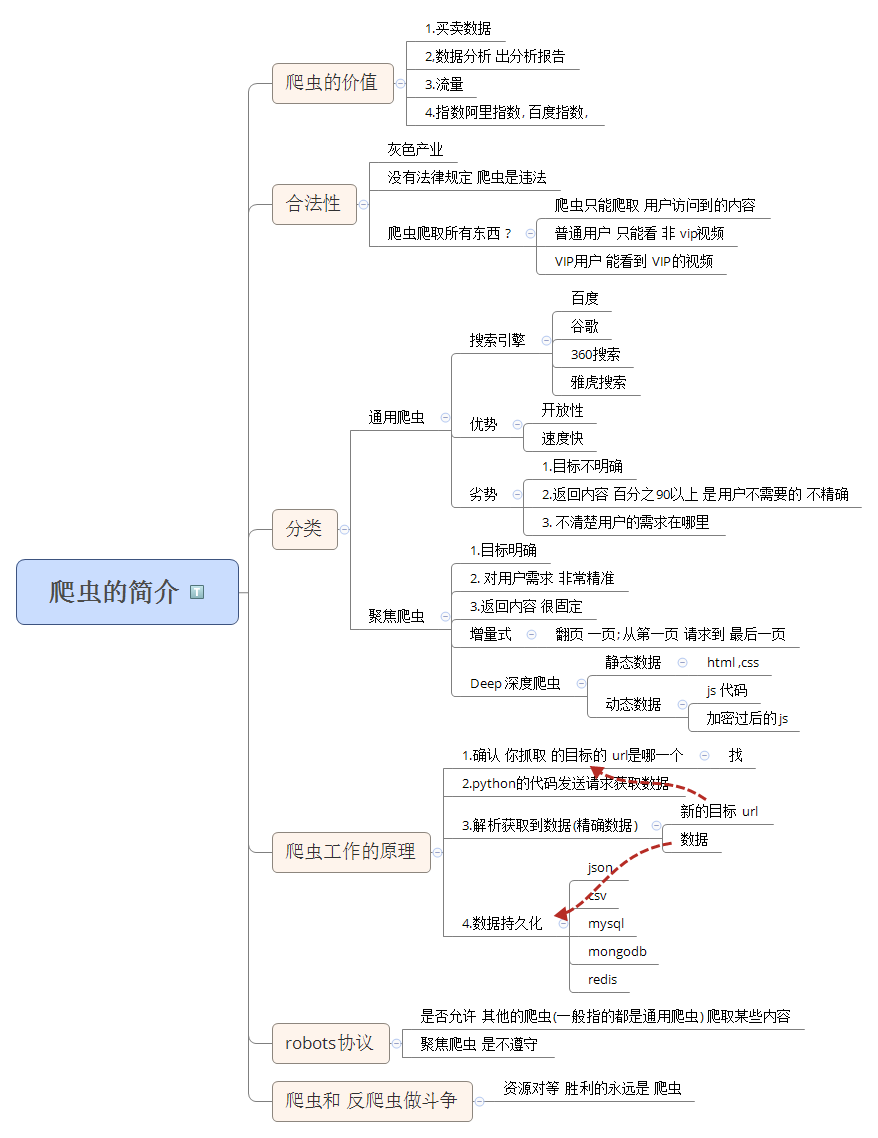 爬虫的简介
爬虫的价值
1.买卖数据
2,数据分析 出分析报告
3.流量
4.指数阿里指数, 百度指数,
合法性
灰色产业
没有法律规定 爬虫是违法
爬虫爬取所有东西 ?
爬虫只能爬取 用户访问到的内容
普通用户 只能看 非 vip视频
VIP用户 能看到 VIP的视频
分类
通用爬虫
搜索引擎
百度
谷歌
360搜索
雅虎搜索
优势
开放性
速度快
劣势
1.目标不明确
2.返回内容 百分之90以上 是用户不需要的 不精确
3. 不清楚用户的需求在哪里
聚焦爬虫
1.目标明确
2. 对用户需求 非常精准
3.返回内容 很固定
增量式
翻页 一页; 从第一页 请求到 最后一页
Deep 深度爬虫
静态数据
html ,css
动态数据
js 代码
加密过后的 js
爬虫工作的原理
1.确认 你抓取 的目标的 url是哪一个
找
2.python的代码发送请求获取数据
3.解析获取到数据(精确数据)
新的目标 url
数据
4.数据持久化
json
csv
mysql
mongodb
redis
robots协议
是否允许 其他的爬虫(一般指的都是通用爬虫) 爬取某些内容
聚焦爬虫 是不遵守
爬虫和 反爬虫做斗争
资源对等 胜利的永远是 爬虫